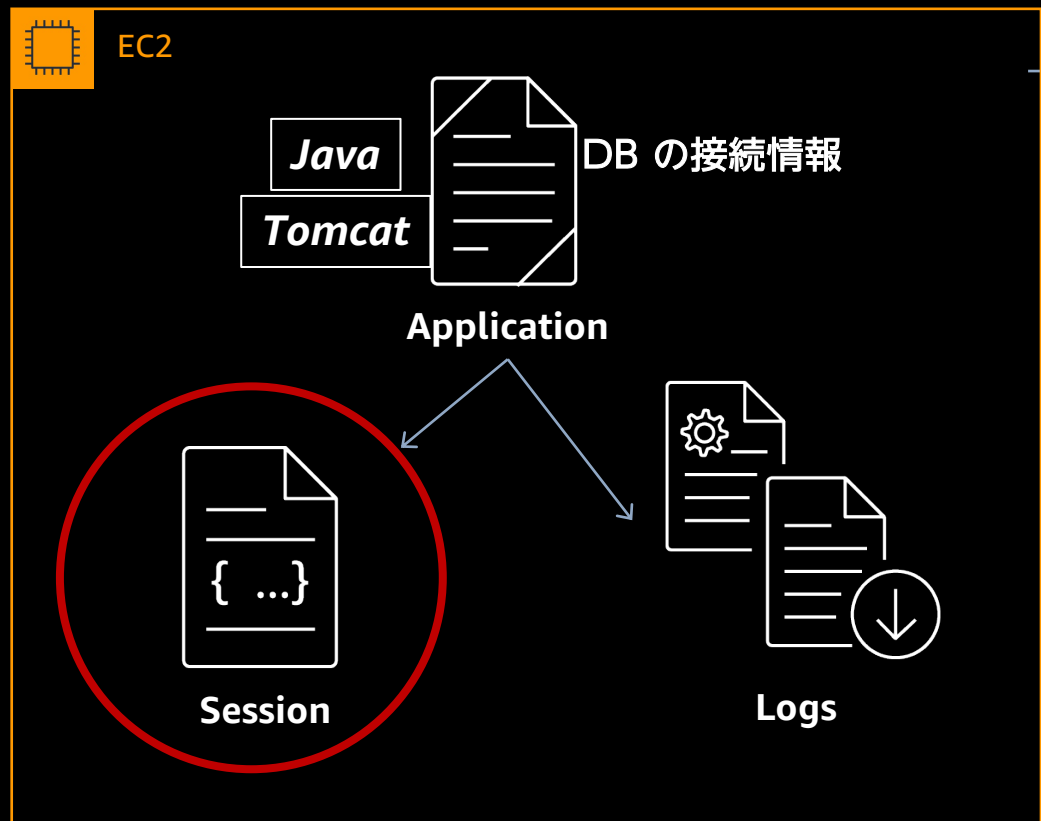 EC2
Java
DB の接続情報
Tomcat
Application
{ ...}
Session
Logs